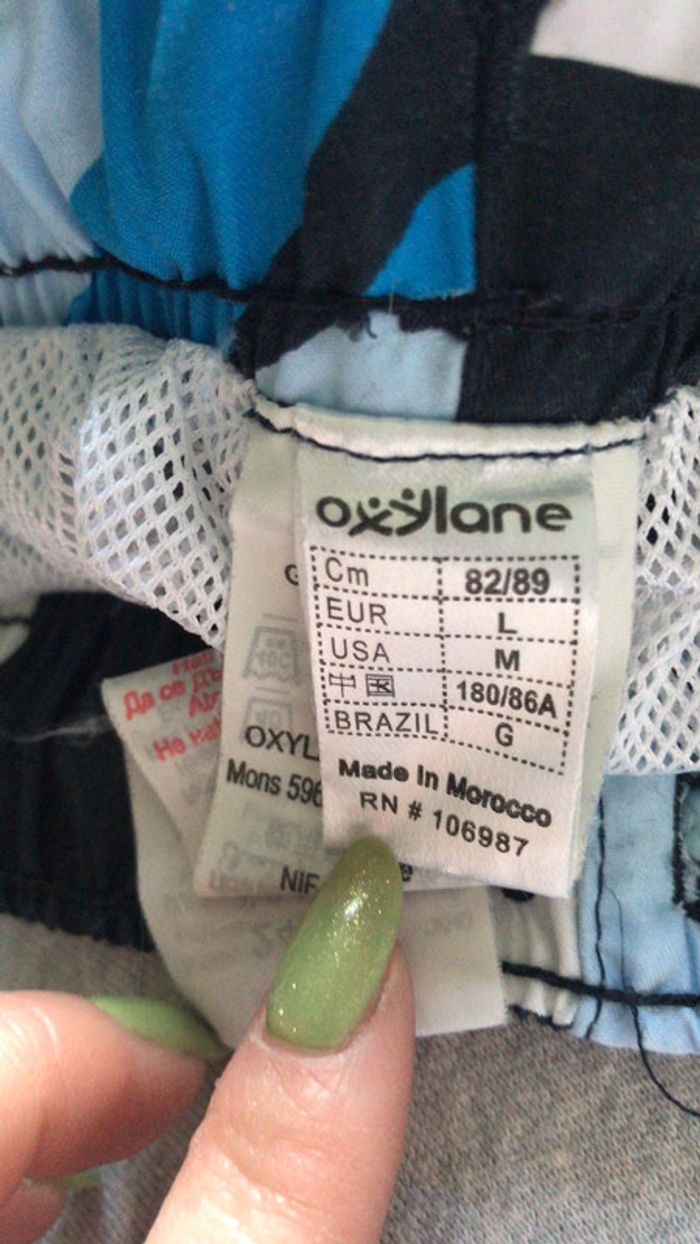 oxylane
Cm 82/89
EUR L
USA M
中国 180/86A
BRAZIL G
Made in Morocco
RN # 106987
OXYL
Mons 596
NIF
Да се
Не